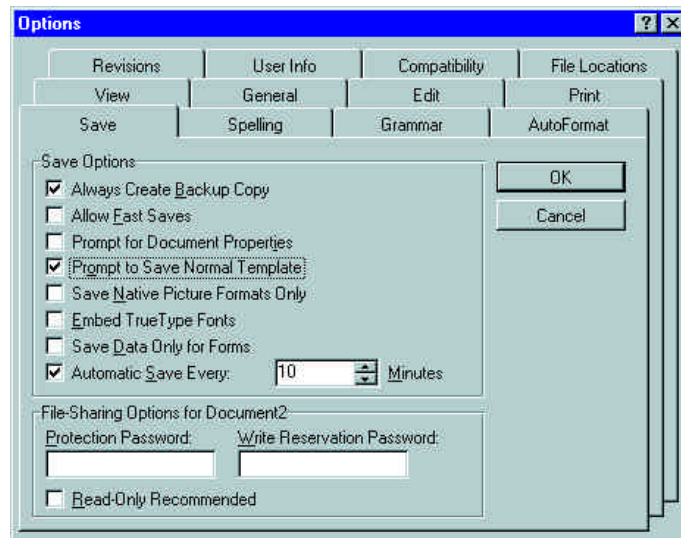 Options
Revisions User Info Compatibility File Locations
View General Edit Print
Save Spelling Grammar AutoFormat
Save Options
Always Create Backup Copy
Allow Fast Saves
Prompt for Document Properties
Prompt to Save Normal Template
Save Native Picture Formats Only
Embed TrueType Fonts
Save Data Only for Forms
Automatic Save Every: 10 Minutes
OK
Cancel
File-Sharing Options for Document2
Protection Password: Write Reservation Password:
Read-Only Recommended